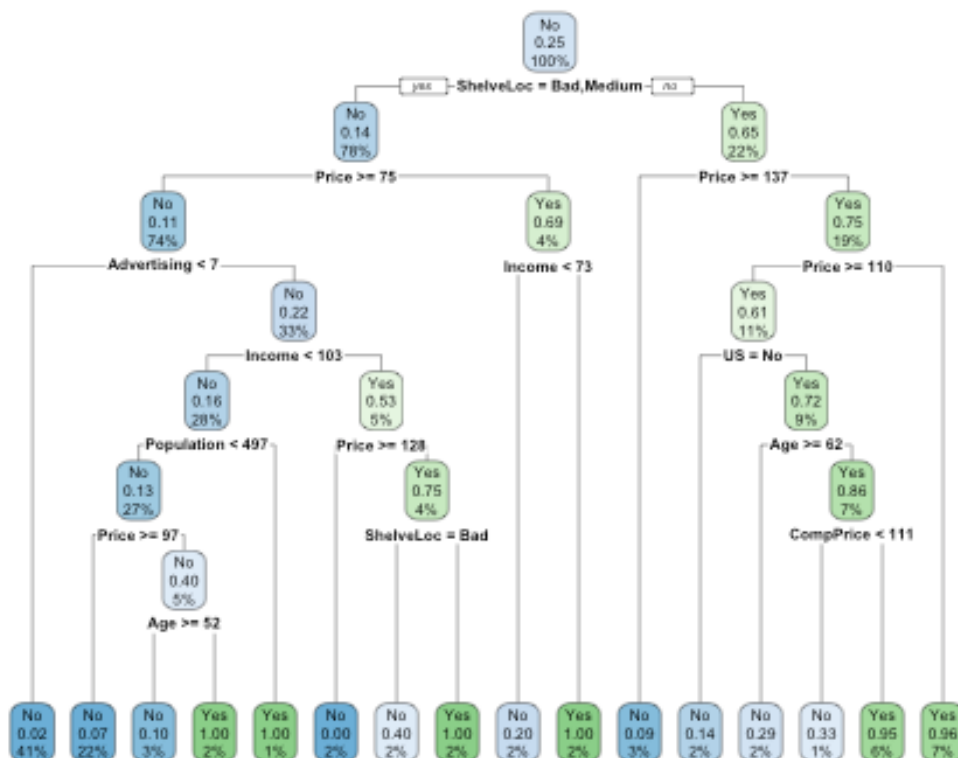 No
0.25
100%
yes ShelveLoc = Bad,Medium no
No
0.14
78%
Yes
0.65
22%
Price >= 75
Price >= 137
No
0.11
74%
Yes
0.69
4%
Yes
0.75
19%
Advertising < 7
Income < 73
Price >= 110
No
0.22
33%
Yes
0.61
11%
Income < 103
US = No
No
0.16
28%
Yes
0.53
5%
Yes
0.72
9%
Population < 497
Price >= 128
Age >= 62
No
0.13
27%
Yes
0.75
4%
Yes
0.86
7%
Price >= 97
ShelveLoc = Bad
CompPrice < 111
No
0.40
5%
Age >= 52
No
0.02
41%
No
0.07
22%
No
0.10
3%
Yes
1.00
2%
Yes
1.00
1%
No
0.00
2%
No
0.40
2%
Yes
1.00
2%
No
0.20
2%
Yes
1.00
2%
No
0.09
3%
No
0.14
2%
No
0.29
2%
No
0.33
1%
Yes
0.95
6%
Yes
0.96
7%